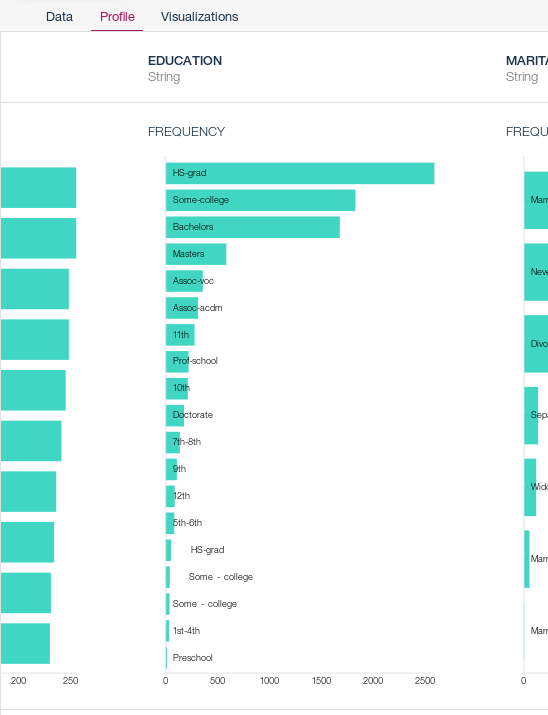 Data Profile Visualizations
EDUCATION
String
MARITA
String
FREQUENCY
FREQU
HS-grad
Some-college
Bachelors
Masters
Assoc-voc
Assoc-acdm
11th
Prof-school
10th
Doctorate
7th-8th
9th
12th
5th-6th
HS-grad
Some - college
Some - college
1st-4th
Preschool
0 500 1000 1500 2000 2500
200 250
Marr
Neve
Divo
Sepa
Wido
Marr
Marr
0